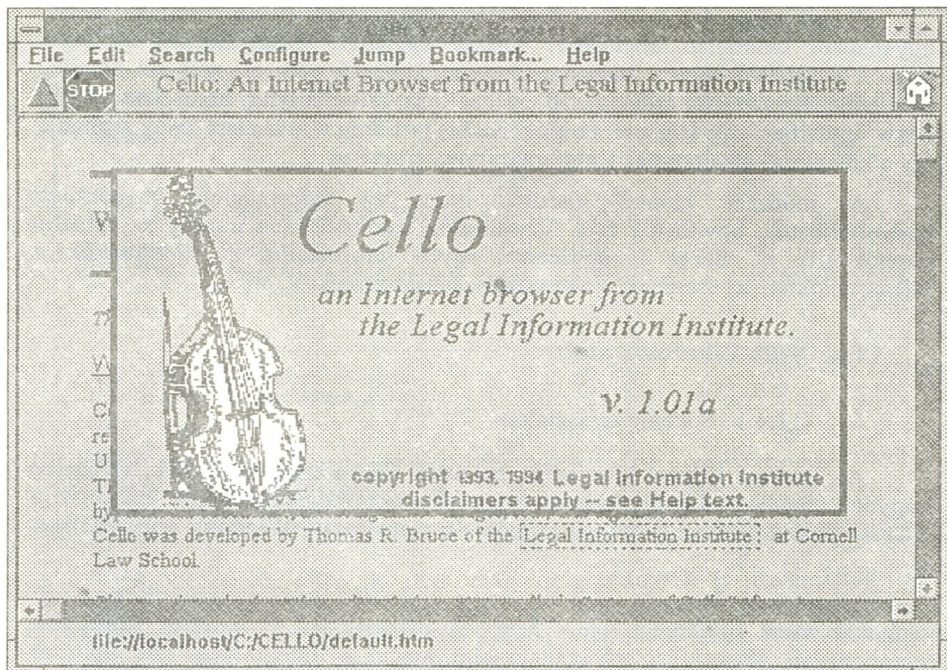 Cello WWW Browser
File Edit Search Configure Jump Bookmark... Help
STOP
Cello: An Internet Browser from the Legal Information Institute
Cello
an Internet browser from
the Legal Information Institute.
v. 1.01a
copyright 1993, 1994 Legal Information Institute
disclaimers apply -- see Help text.
Cello was developed by Thomas R. Bruce of the Legal Information Institute at Cornell
Law School.
file://localhost/C:/CELLO/default.htm